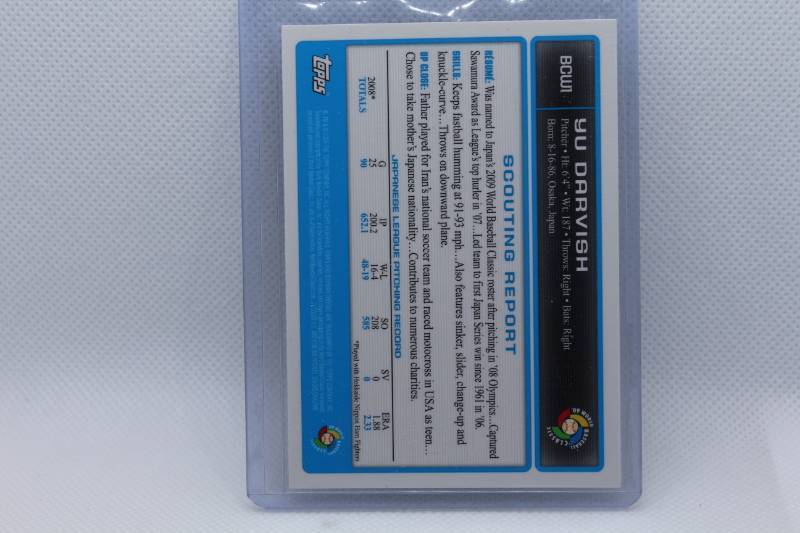 BCW1
YU DARVISH
Pitcher • Ht: 6'4" • Wt: 187 • Throws: Right • Bats: Right
Born: 8-16-86, Osaka, Japan
WORLD BASEBALL CLASSIC
SCOUTING REPORT
RÉSUMÉ: Was named to Japan's 2009 World Baseball Classic roster after pitching in '08 Olympics...Captured
Sawamura Award as League's top hurler in '07...Led team to first Japan Series win since 1961 in '06.
SKILLS: Keeps fastball humming at 91-93 mph...Also features sinker, slider, change-up and
knuckle-curve...Throws on downward plane.
UP CLOSE: Father played for Iran's national soccer team and raced motocross in USA as teen...
Chose to take mother's Japanese nationality...Contributes to numerous charities.
JAPANESE LEAGUE PITCHING RECORD
G IP W-L SO SV ERA
2008* 25 200.2 16-4 208 0 1.88
TOTALS 90 652.1 48-19 585 0 2.33
*Played with Hokkaido Nippon Ham Fighters
Topps